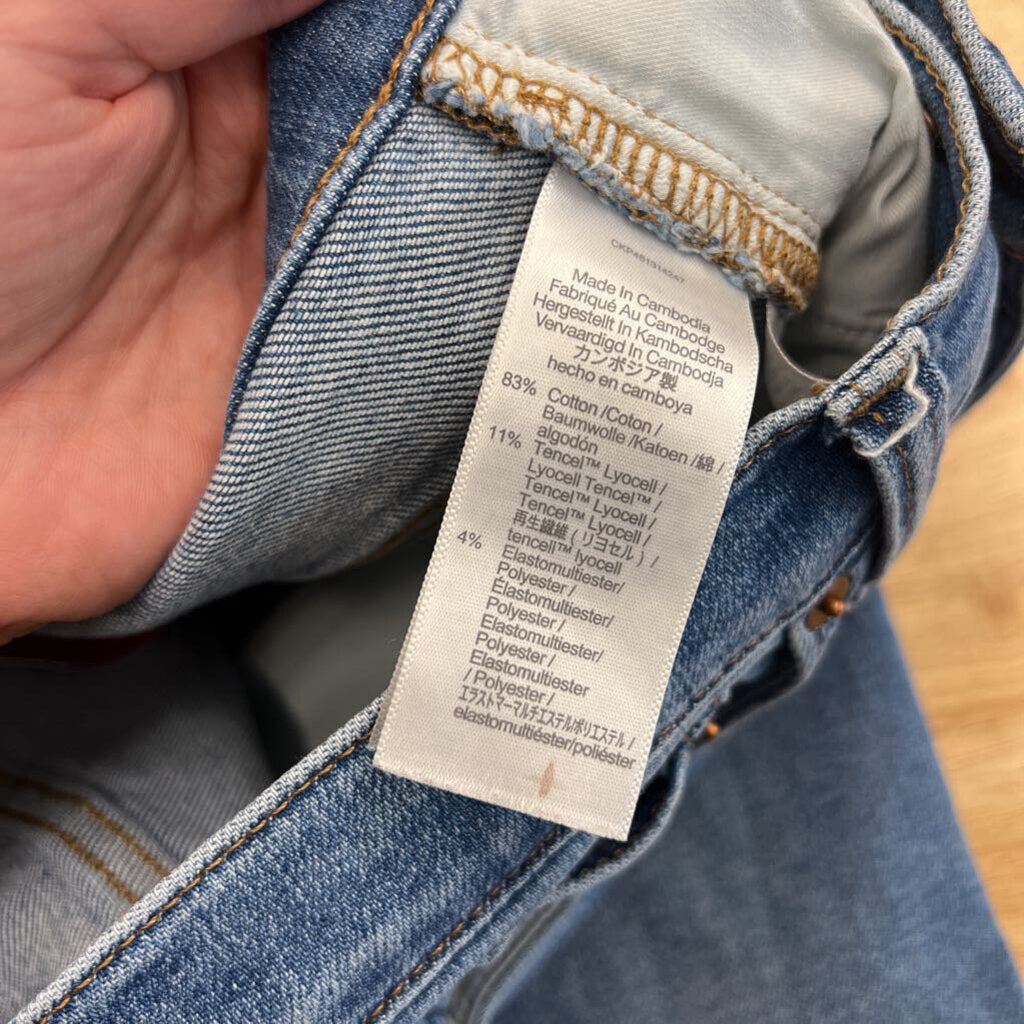 Made In Cambodia
Fabriqué Au Cambodge
Hergestellt In Kambodscha
Vervaardigd In Cambodja
カンボジア製
hecho en camboya
83% Cotton /Coton /
Baumwolle /Katoen /綿 /
algodón
11% Tencel™ Lyocell /
Lyocell Tencel™ /
Tencel™ Lyocell /
Tencel™ Lyocell /
再生繊維 ( リヨセル ) /
tencell™ lyocell
4% Elastomultiester/
Polyester /
Élastomultiester/
Polyester /
Elastomultiester/
Polyester /
Elastomultiester
/ Polyester /
エラストマーマルチエステルポリエステル /
elastomultiéster/poliéster